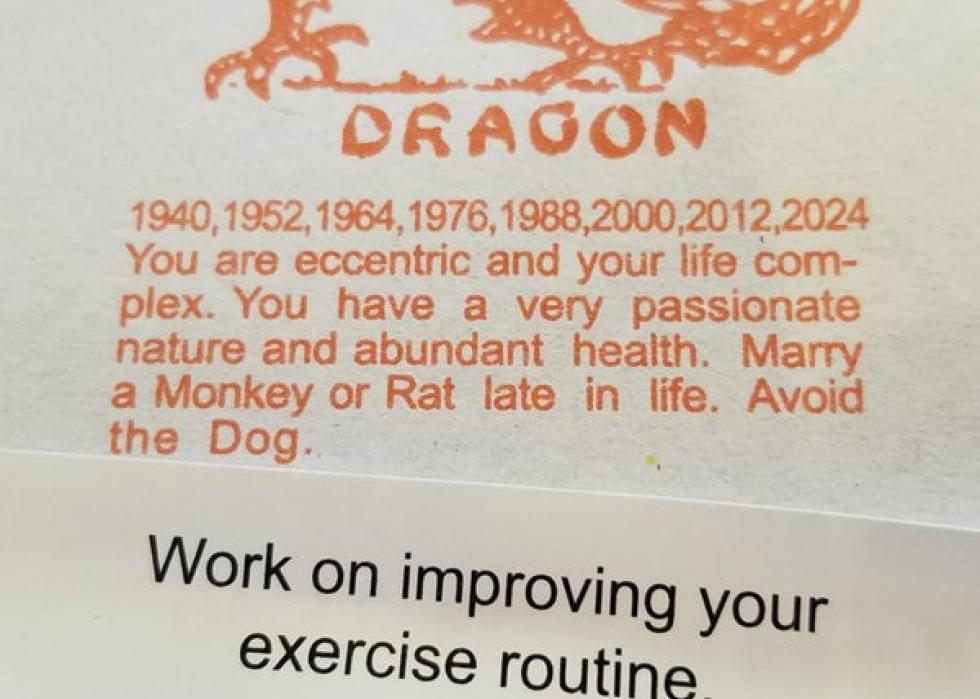 DRAGON
1940,1952,1964,1976,1988,2000,2012,2024
You are eccentric and your life com-
plex. You have a very passionate
nature and abundant health. Marry
a Monkey or Rat late in life. Avoid
the Dog.
Work on improving your
exercise routine.